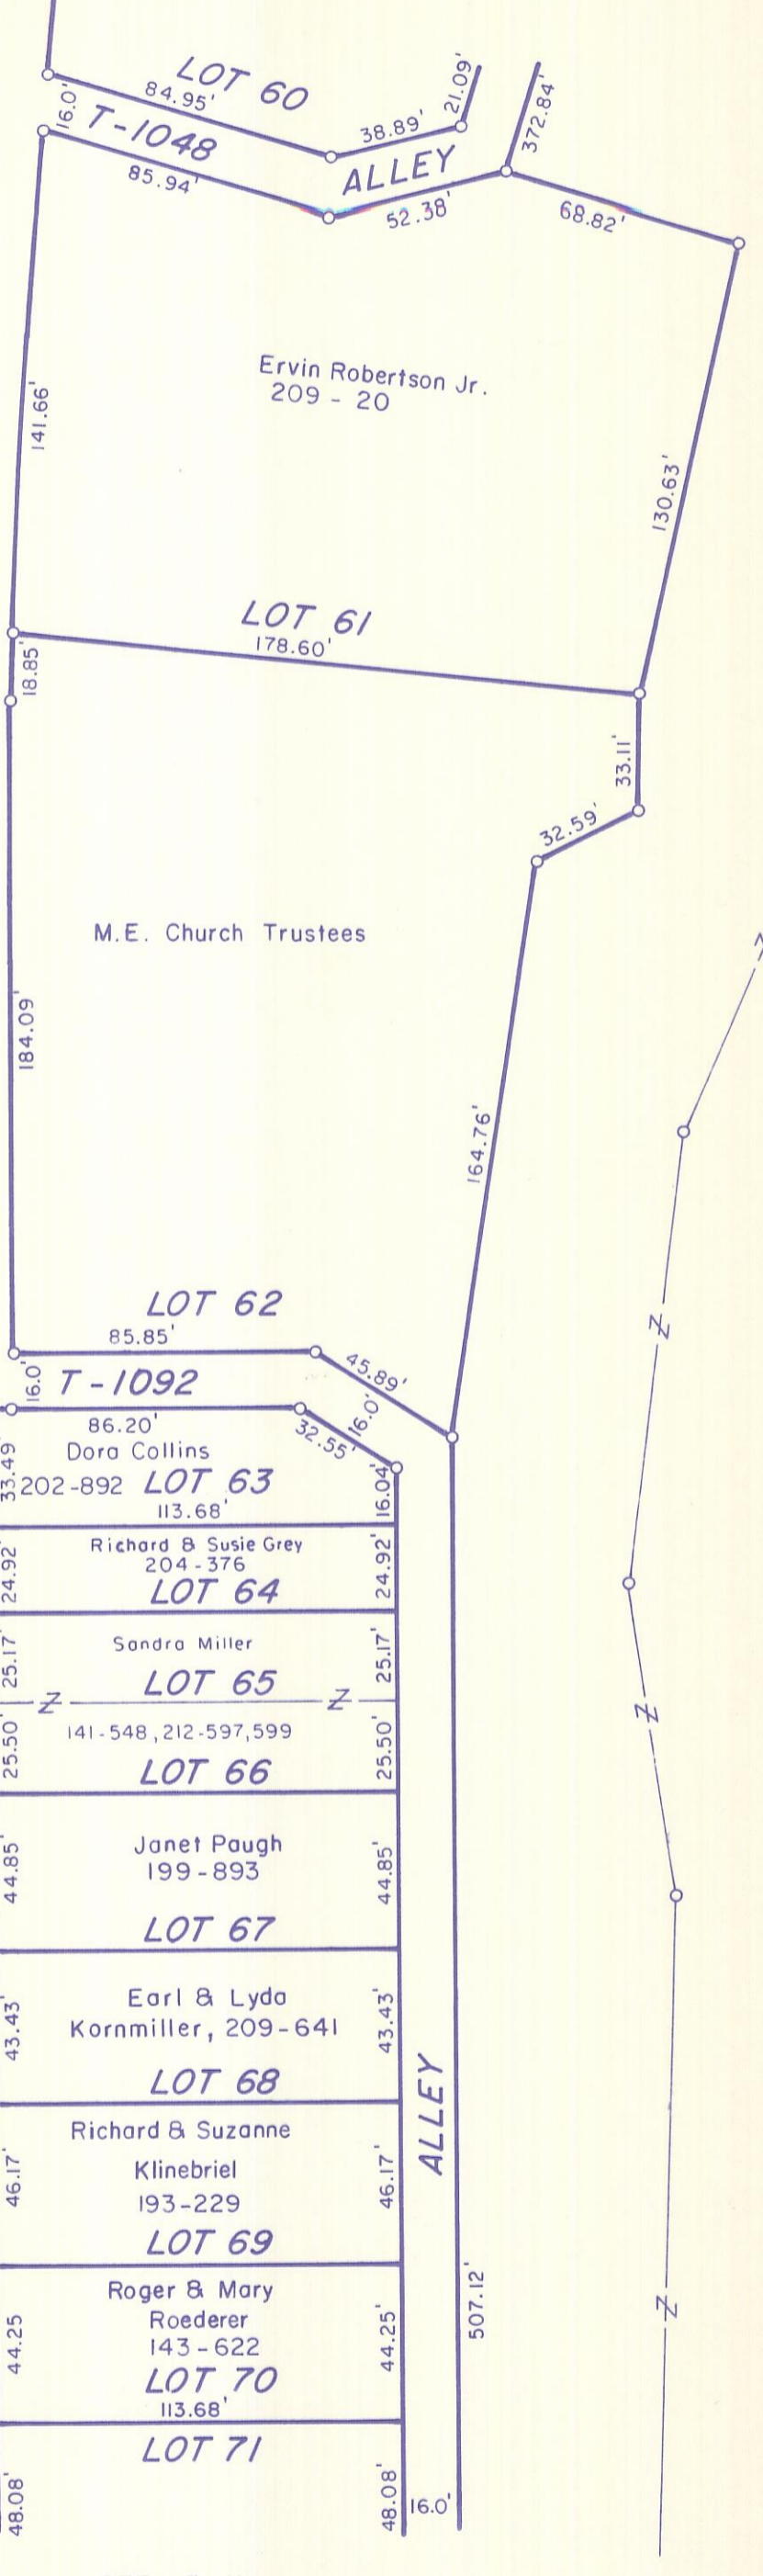 LOT 60
84.95'
16.0'
T-1048
85.94'
38.89'
21.09'
ALLEY
52.38'
372.84'
68.82'
Ervin Robertson Jr.
209 - 20
141.66'
130.63'
LOT 61
178.60'
18.85'
33.11'
32.59'
M.E. Church Trustees
184.09'
164.76'
LOT 62
85.85'
45.89'
16.0'
T-1092
16.0'
86.20'
32.55'
33.49'
Dora Collins
202-892 LOT 63
113.68'
16.04'
24.92'
Richard & Susie Grey
204-376
LOT 64
24.92'
25.17'
Sandra Miller
LOT 65
25.17'
Z Z
25.50'
141-548, 212-597,599
LOT 66
25.50'
44.85'
Janet Paugh
199-893
LOT 67
44.85'
43.43'
Earl & Lyda
Kornmiller, 209-641
LOT 68
43.43'
46.17'
Richard & Suzanne
Klinebriel
193-229
LOT 69
46.17'
ALLEY
507.12'
44.25
Roger & Mary
Roederer
143-622
LOT 70
113.68'
44.25'
LOT 71
48.08'
48.08'
16.0'
Z
Z
Z